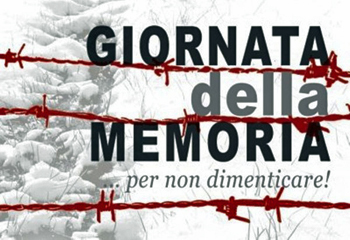 GIORNATA
della
MEMORIA
... per non dimenticare!